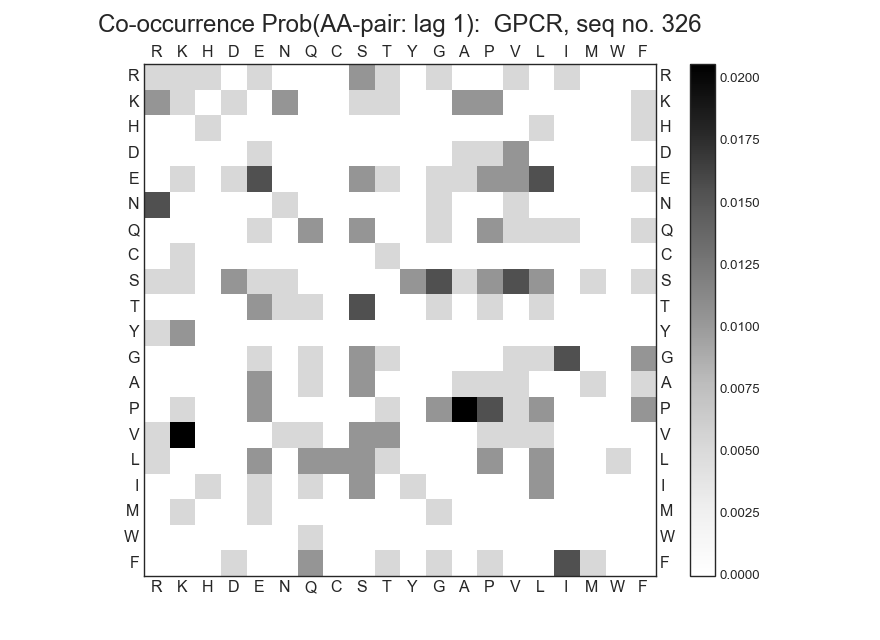 Co-occurrence Prob(AA-pair: lag 1):  GPCR, seq no. 326
R K H D E N Q C S T Y G A P V L I M W F
R R 0.0200
K K
H H 0.0175
D D
E E 0.0150
N N
Q Q 0.0125
C C
S S
T T 0.0100
Y Y
G G
A A 0.0075
P P
V V 0.0050
L L
I I
M M 0.0025
W W
F F 0.0000
R K H D E N Q C S T Y G A P V L I M W F